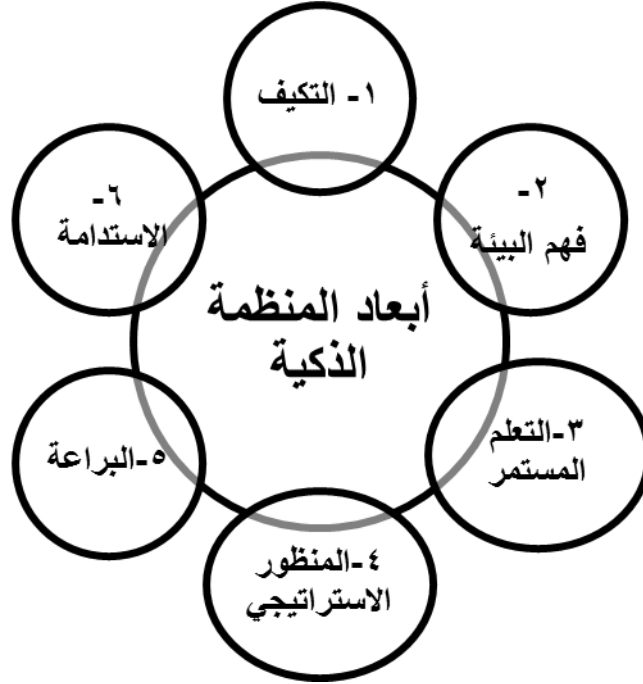 ١- التكيف
٢-
فهم البيئة
٣-التعلم
المستمر
٤-المنظور
الاستراتيجي
٥-البراعة
٦-
الاستدامة
أبعاد المنظمة
الذكية